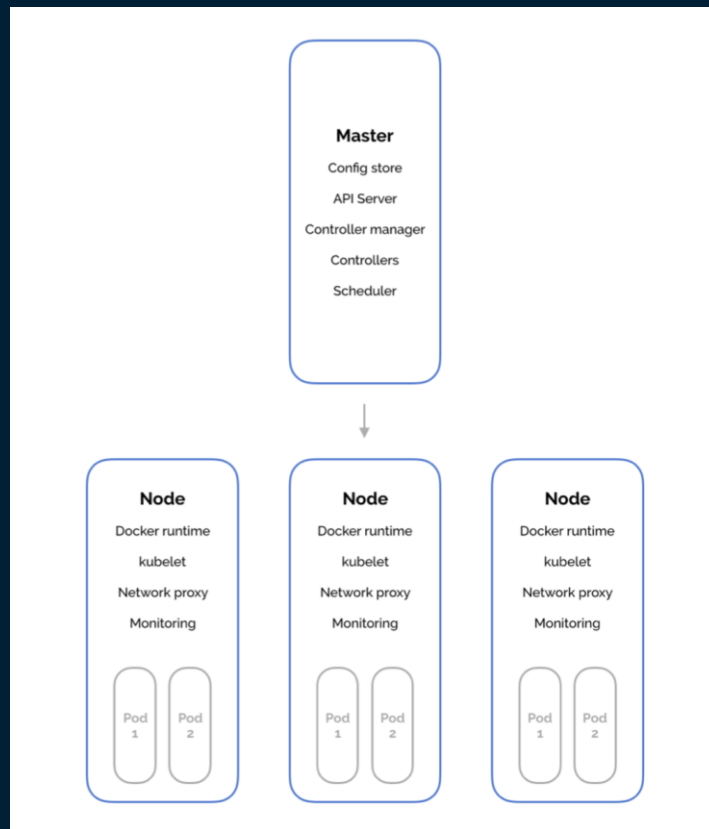 Master
Config store
API Server
Controller manager
Controllers
Scheduler
Node
Docker runtime
kubelet
Network proxy
Monitoring
Pod
1
Pod
2
Node
Docker runtime
kubelet
Network proxy
Monitoring
Pod
1
Pod
2
Node
Docker runtime
kubelet
Network proxy
Monitoring
Pod
1
Pod
2